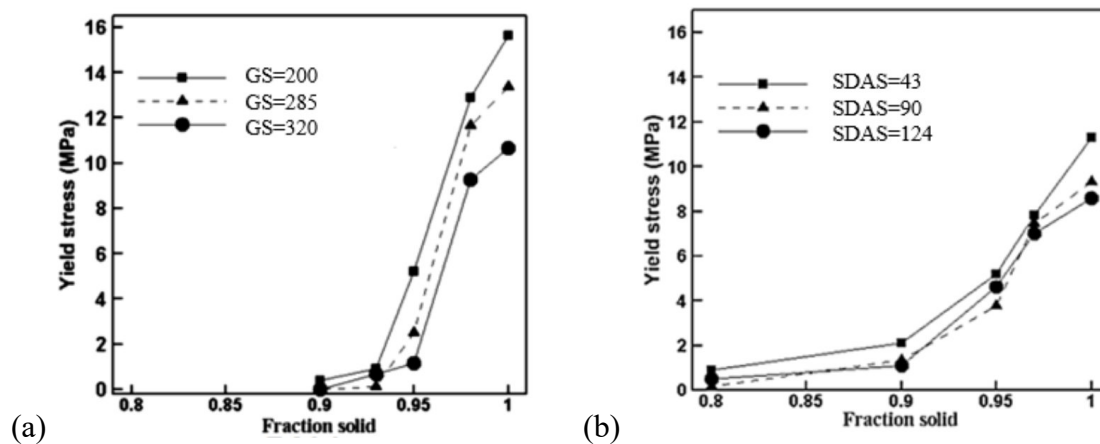 16
14
12
10
8
6
4
2
0
Yield stress (MPa)
GS=200
GS=285
GS=320
0.8
0.85
0.9
0.95
1
Fraction solid
(a)
16
14
12
10
8
6
4
2
0
Yield stress (MPa)
SDAS=43
SDAS=90
SDAS=124
0.8
0.9
0.95
1
Fraction solid
(b)